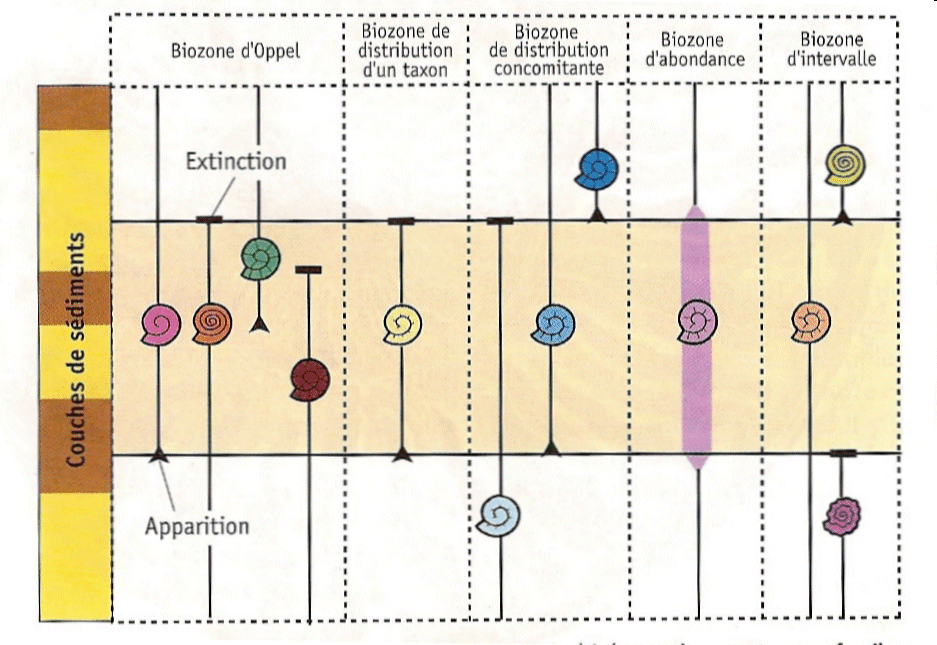 Biozone d'Oppel
Biozone de
distribution
d'un taxon
Biozone
de distribution
concomitante
Biozone
d'abondance
Biozone
d'intervalle
Extinction
Couches de sédiments
Apparition